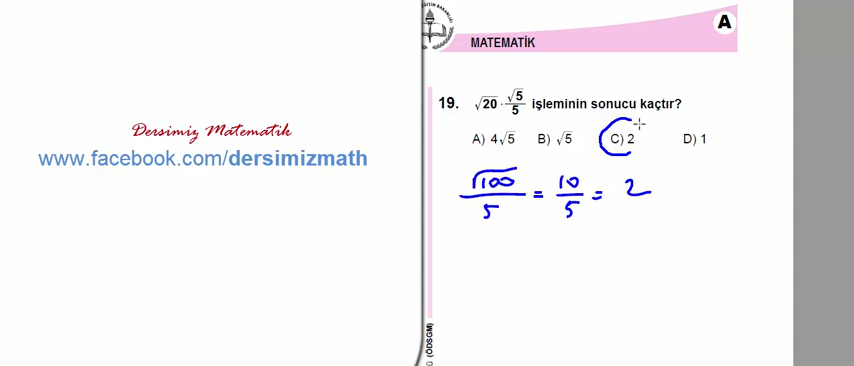 A
MATEMATİK
Dersimiz Matematik
www.facebook.com/dersimizmath
19. √20 · √5/5 işleminin sonucu kaçtır?
A) 4√5 B) √5 C) 2 D) 1
√100/5 = 10/5 = 2
(ÖDSGM)